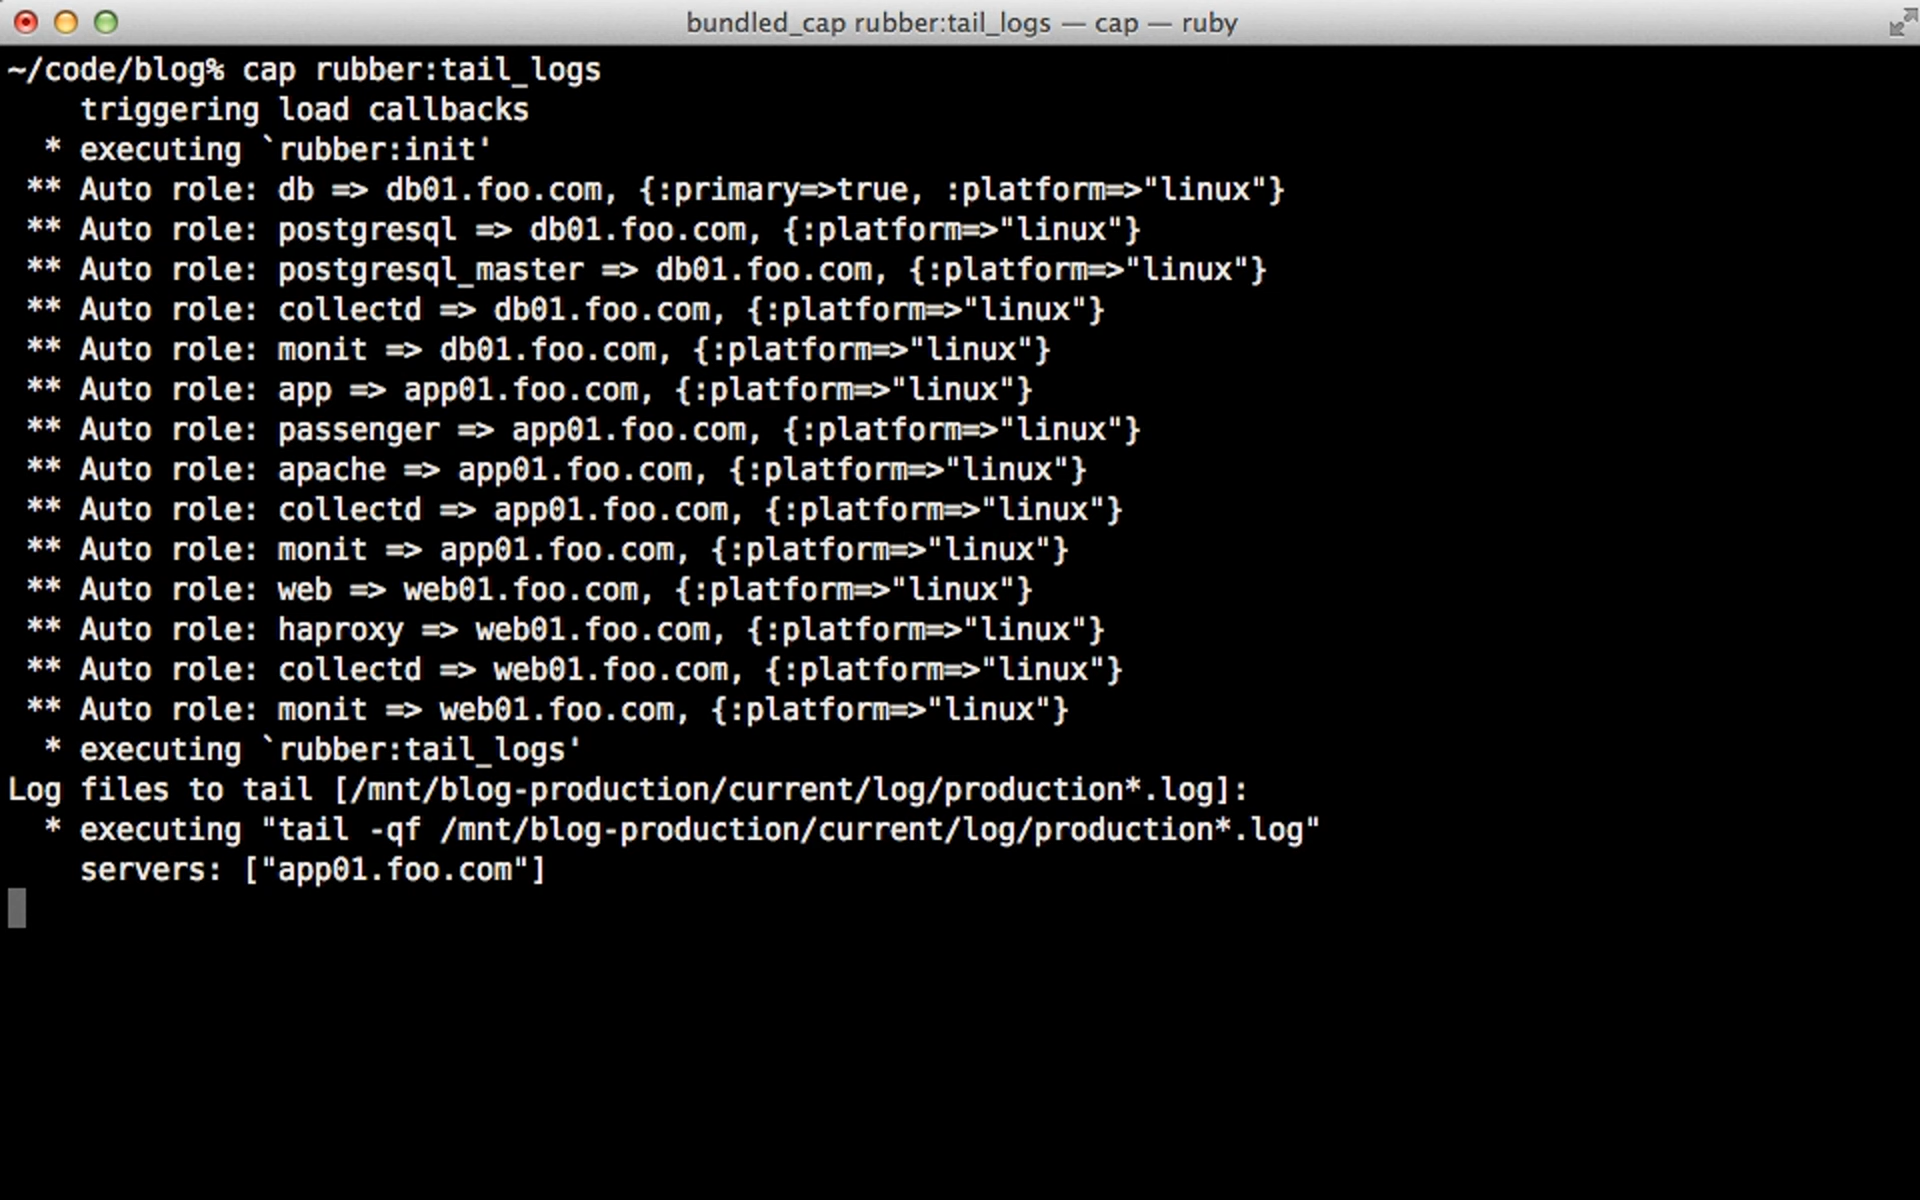 bundled_cap rubber:tail_logs — cap — ruby
~/code/blog% cap rubber:tail_logs
    triggering load callbacks
  * executing `rubber:init'
 ** Auto role: db => db01.foo.com, {:primary=>true, :platform=>"linux"}
 ** Auto role: postgresql => db01.foo.com, {:platform=>"linux"}
 ** Auto role: postgresql_master => db01.foo.com, {:platform=>"linux"}
 ** Auto role: collectd => db01.foo.com, {:platform=>"linux"}
 ** Auto role: monit => db01.foo.com, {:platform=>"linux"}
 ** Auto role: app => app01.foo.com, {:platform=>"linux"}
 ** Auto role: passenger => app01.foo.com, {:platform=>"linux"}
 ** Auto role: apache => app01.foo.com, {:platform=>"linux"}
 ** Auto role: collectd => app01.foo.com, {:platform=>"linux"}
 ** Auto role: monit => app01.foo.com, {:platform=>"linux"}
 ** Auto role: web => web01.foo.com, {:platform=>"linux"}
 ** Auto role: haproxy => web01.foo.com, {:platform=>"linux"}
 ** Auto role: collectd => web01.foo.com, {:platform=>"linux"}
 ** Auto role: monit => web01.foo.com, {:platform=>"linux"}
  * executing `rubber:tail_logs'
Log files to tail [/mnt/blog-production/current/log/production*.log]:
  * executing "tail -qf /mnt/blog-production/current/log/production*.log"
    servers: ["app01.foo.com"]